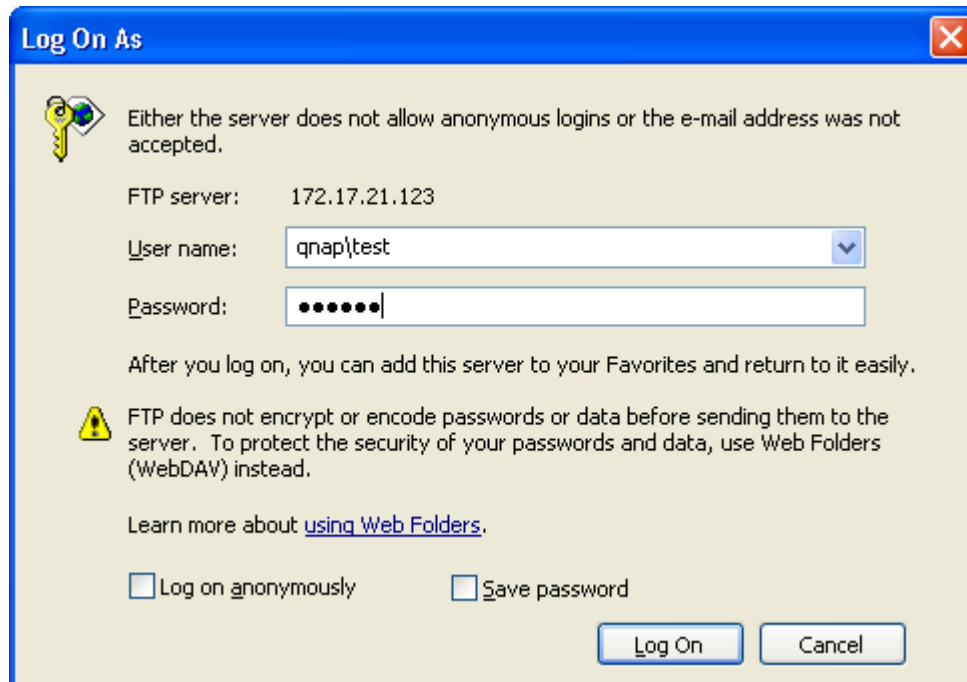 Log On As
Either the server does not allow anonymous logins or the e-mail address was not
accepted.
FTP server: 172.17.21.123
User name: qnap\test
Password: ●●●●●●
After you log on, you can add this server to your Favorites and return to it easily.
FTP does not encrypt or encode passwords or data before sending them to the
server. To protect the security of your passwords and data, use Web Folders
(WebDAV) instead.
Learn more about using Web Folders.
Log on anonymously Save password
Log On Cancel